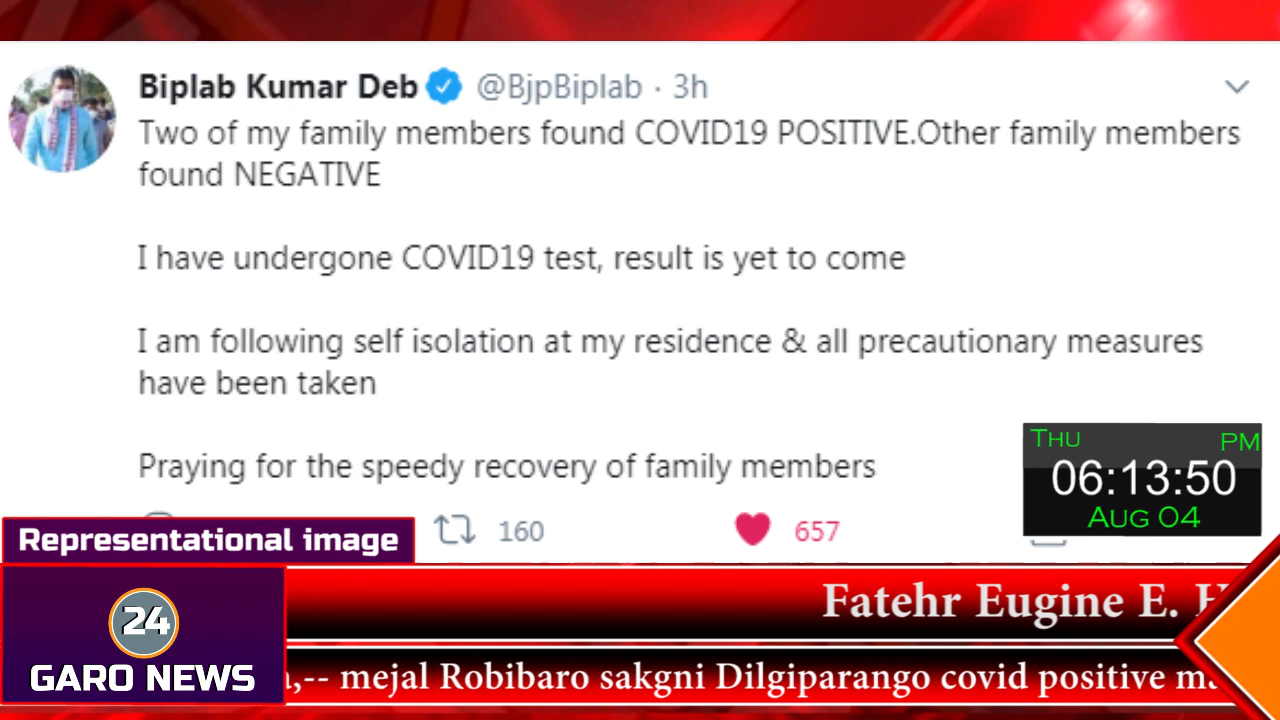 Biplab Kumar Deb @BjpBiplab · 3h
Two of my family members found COVID19 POSITIVE.Other family members
found NEGATIVE
I have undergone COVID19 test, result is yet to come
I am following self isolation at my residence & all precautionary measures
have been taken
Praying for the speedy recovery of family members
THU PM
06:13:50
AUG 04
160 657
Representational image
Fatehr Eugine E.
24
GARO NEWS
,-- mejal Robibaro sakgni Dilgiparango covid positive